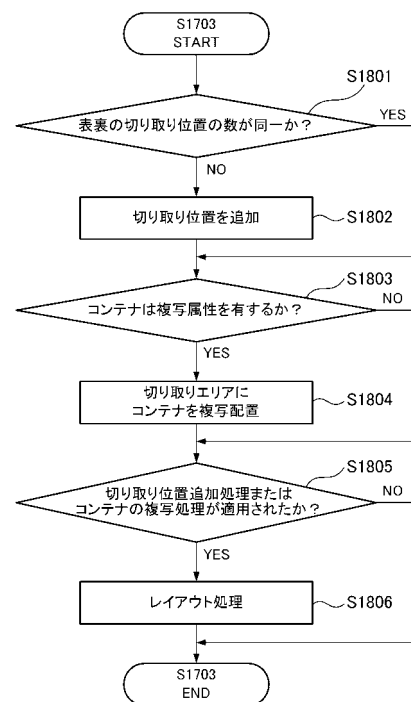 S1703
START
S1801
表裏の切り取り位置の数が同一か？
YES
NO
切り取り位置を追加
S1802
S1803
コンテナは複写属性を有するか？
NO
YES
切り取りエリアに
コンテナを複写配置
S1804
S1805
切り取り位置追加処理または
コンテナの複写処理が適用されたか？
NO
YES
レイアウト処理
S1806
S1703
END